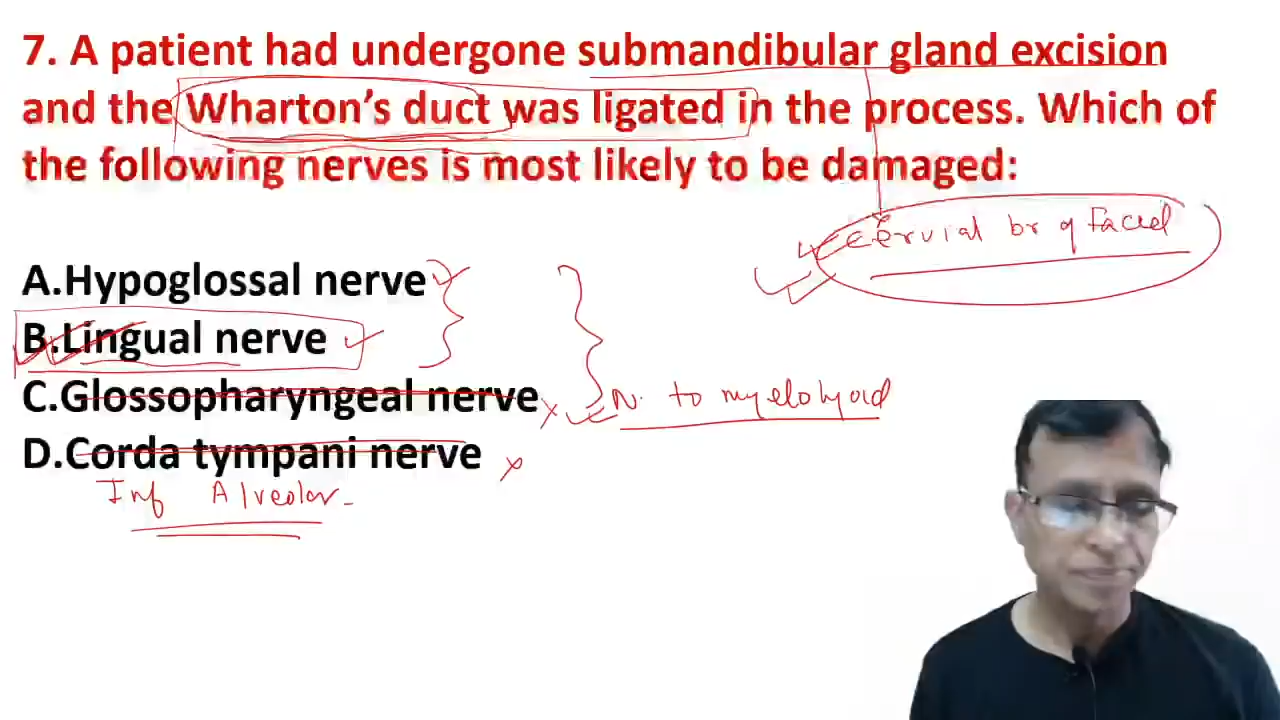 7. A patient had undergone submandibular gland excision
and the Wharton's duct was ligated in the process. Which of
the following nerves is most likely to be damaged:
cervial br of facial
A.Hypoglossal nerve
B.Lingual nerve
C.Glossopharyngeal nerve
N. to myelohyoid
D.Corda tympani nerve
Inf Alveolar